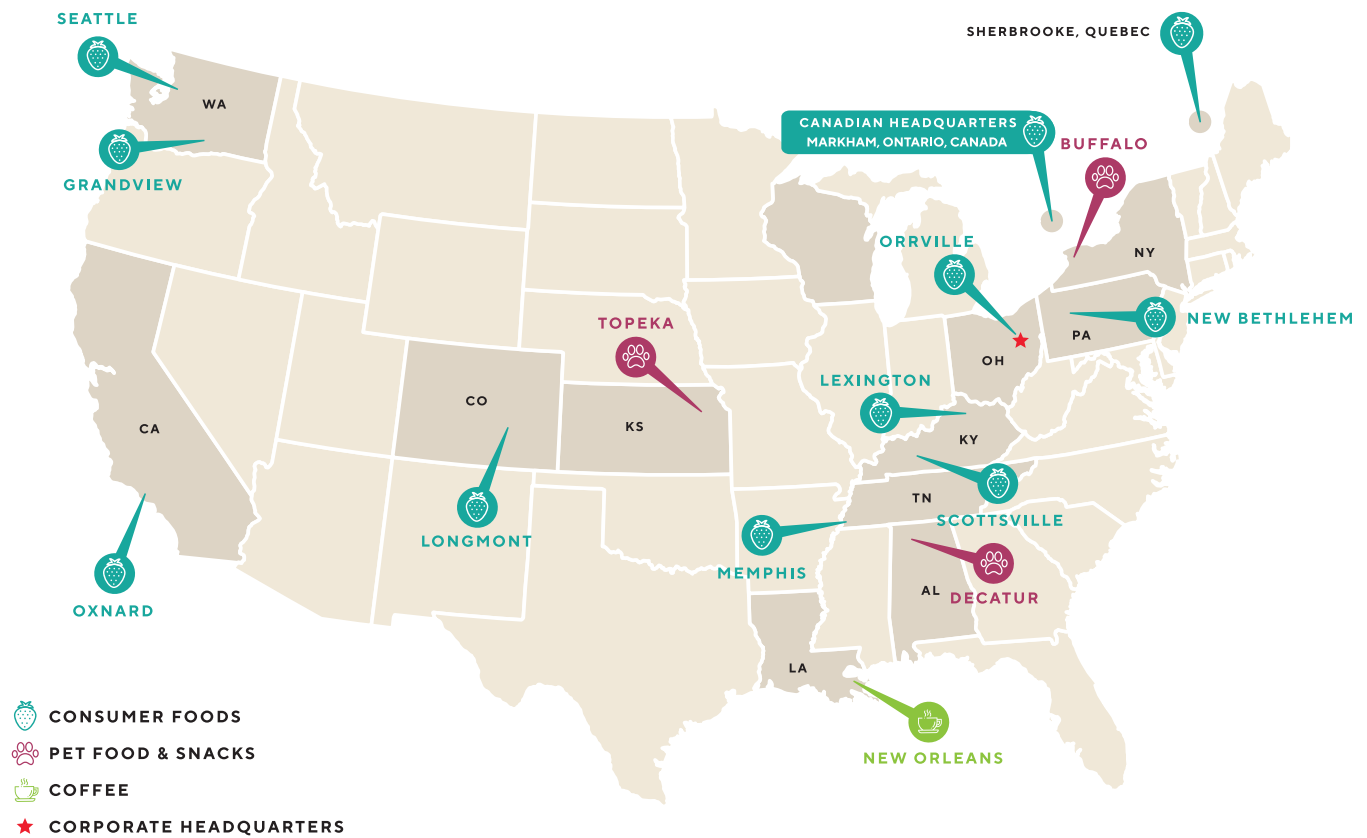 SEATTLE
SHERBROOKE, QUEBEC
WA
CANADIAN HEADQUARTERS
MARKHAM, ONTARIO, CANADA
BUFFALO
GRANDVIEW
ORRVILLE
NY
TOPEKA
NEW BETHLEHEM
PA
OH
LEXINGTON
CO
CA
KS
KY
TN
SCOTTSVILLE
LONGMONT
MEMPHIS
AL
DECATUR
OXNARD
LA
CONSUMER FOODS
PET FOOD & SNACKS
NEW ORLEANS
COFFEE
CORPORATE HEADQUARTERS